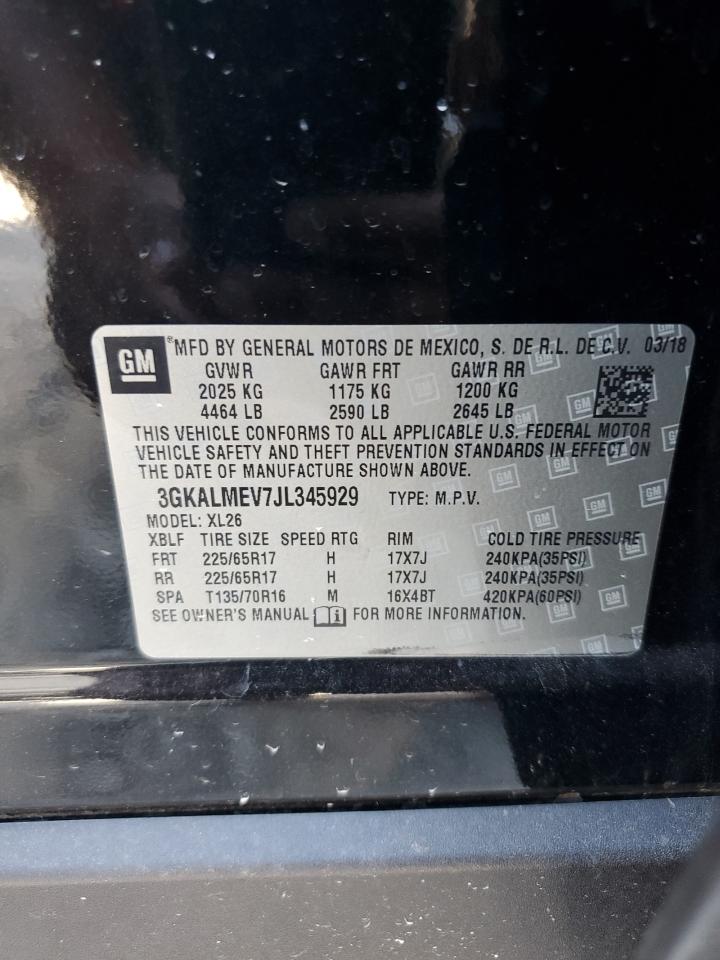 GM ®MFD BY GENERAL MOTORS DE MEXICO, S. DE R.L. DE C.V. 03/18
GVWR GAWR FRT GAWR RR
2025 KG 1175 KG 1200 KG
4464 LB 2590 LB 2645 LB
THIS VEHICLE CONFORMS TO ALL APPLICABLE U.S. FEDERAL MOTOR
VEHICLE SAFETY AND THEFT PREVENTION STANDARDS IN EFFECT ON
THE DATE OF MANUFACTURE SHOWN ABOVE.
3GKALMEV7JL345929 TYPE: M.P.V.
MODEL: XL26
XBLF TIRE SIZE SPEED RTG RIM COLD TIRE PRESSURE
FRT 225/65R17 H 17X7J 240KPA(35PSI)
RR 225/65R17 H 17X7J 240KPA(35PSI)
SPA T135/70R16 M 16X4BT 420KPA(60PSI)
SEE OWNER'S MANUAL FOR MORE INFORMATION.